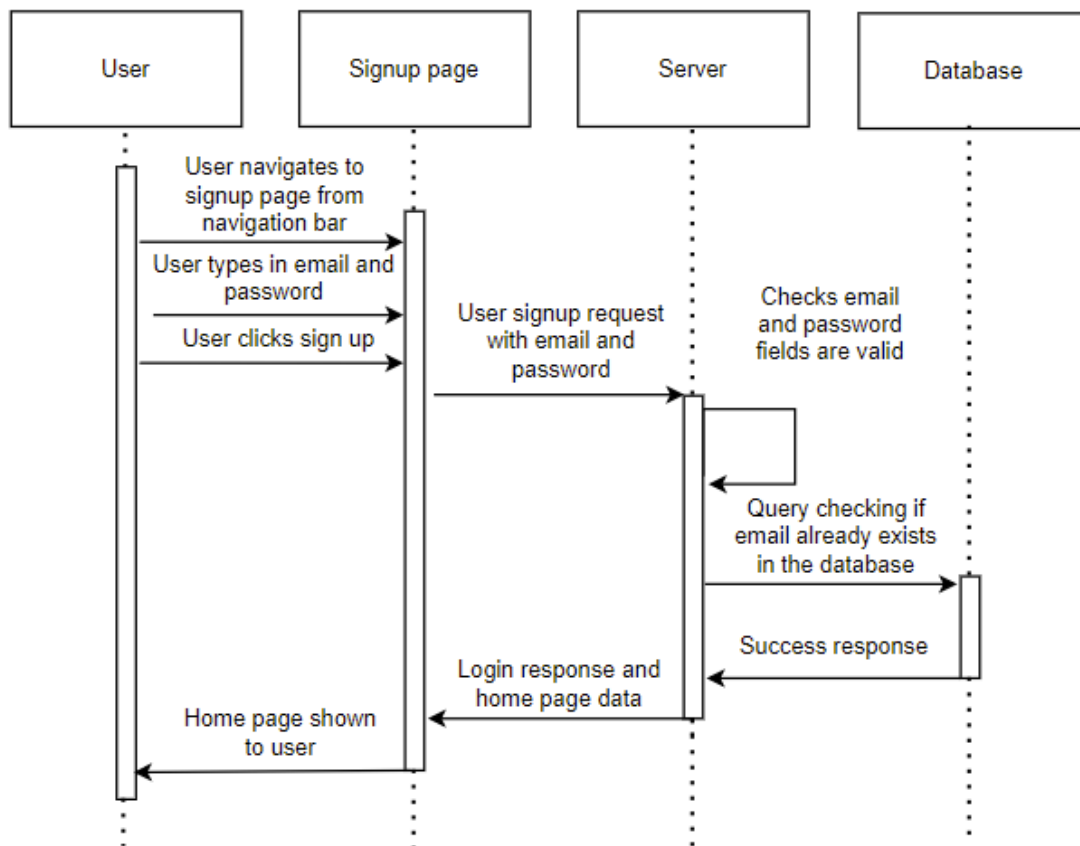 User
Signup page
Server
Database
User navigates to
signup page from
navigation bar
User types in email and
password
User clicks sign up
User signup request
with email and
password
Checks email
and password
fields are valid
Query checking if
email already exists
in the database
Success response
Login response and
home page data
Home page shown
to user